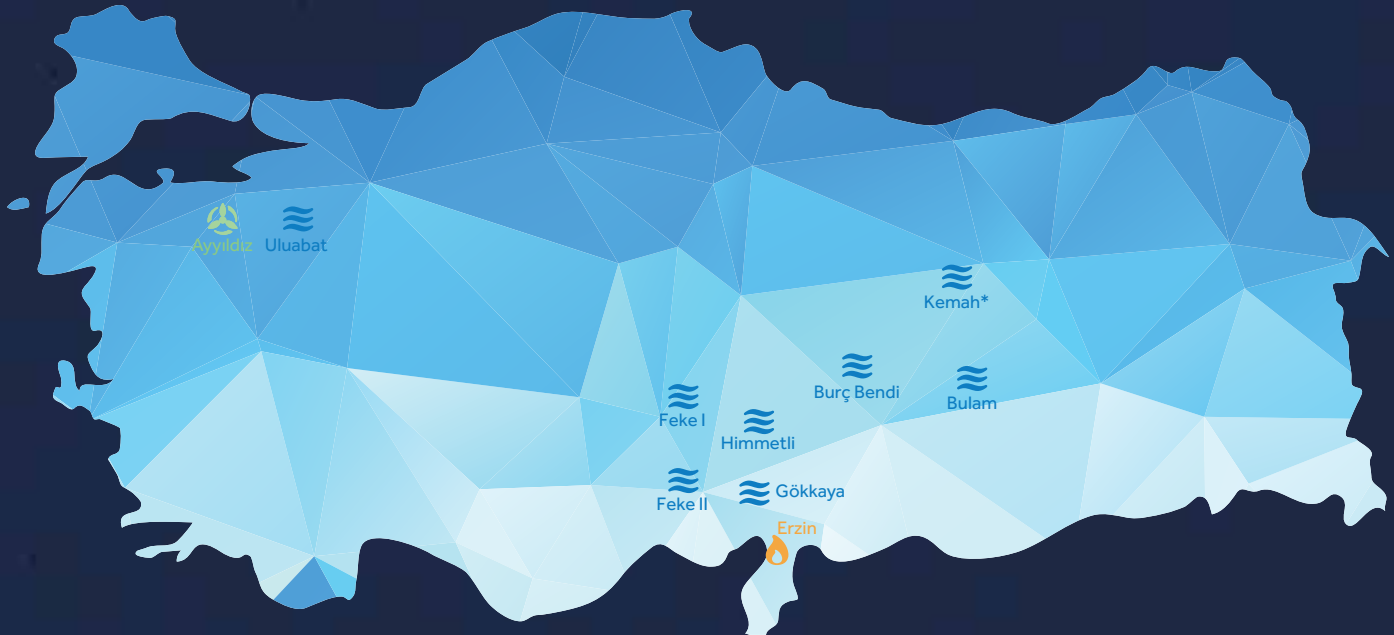 Ayyıldız
Uluabat
Kemah*
Burç Bendi
Bulam
Feke I
Himmetli
Feke II
Gökkaya
Erzin